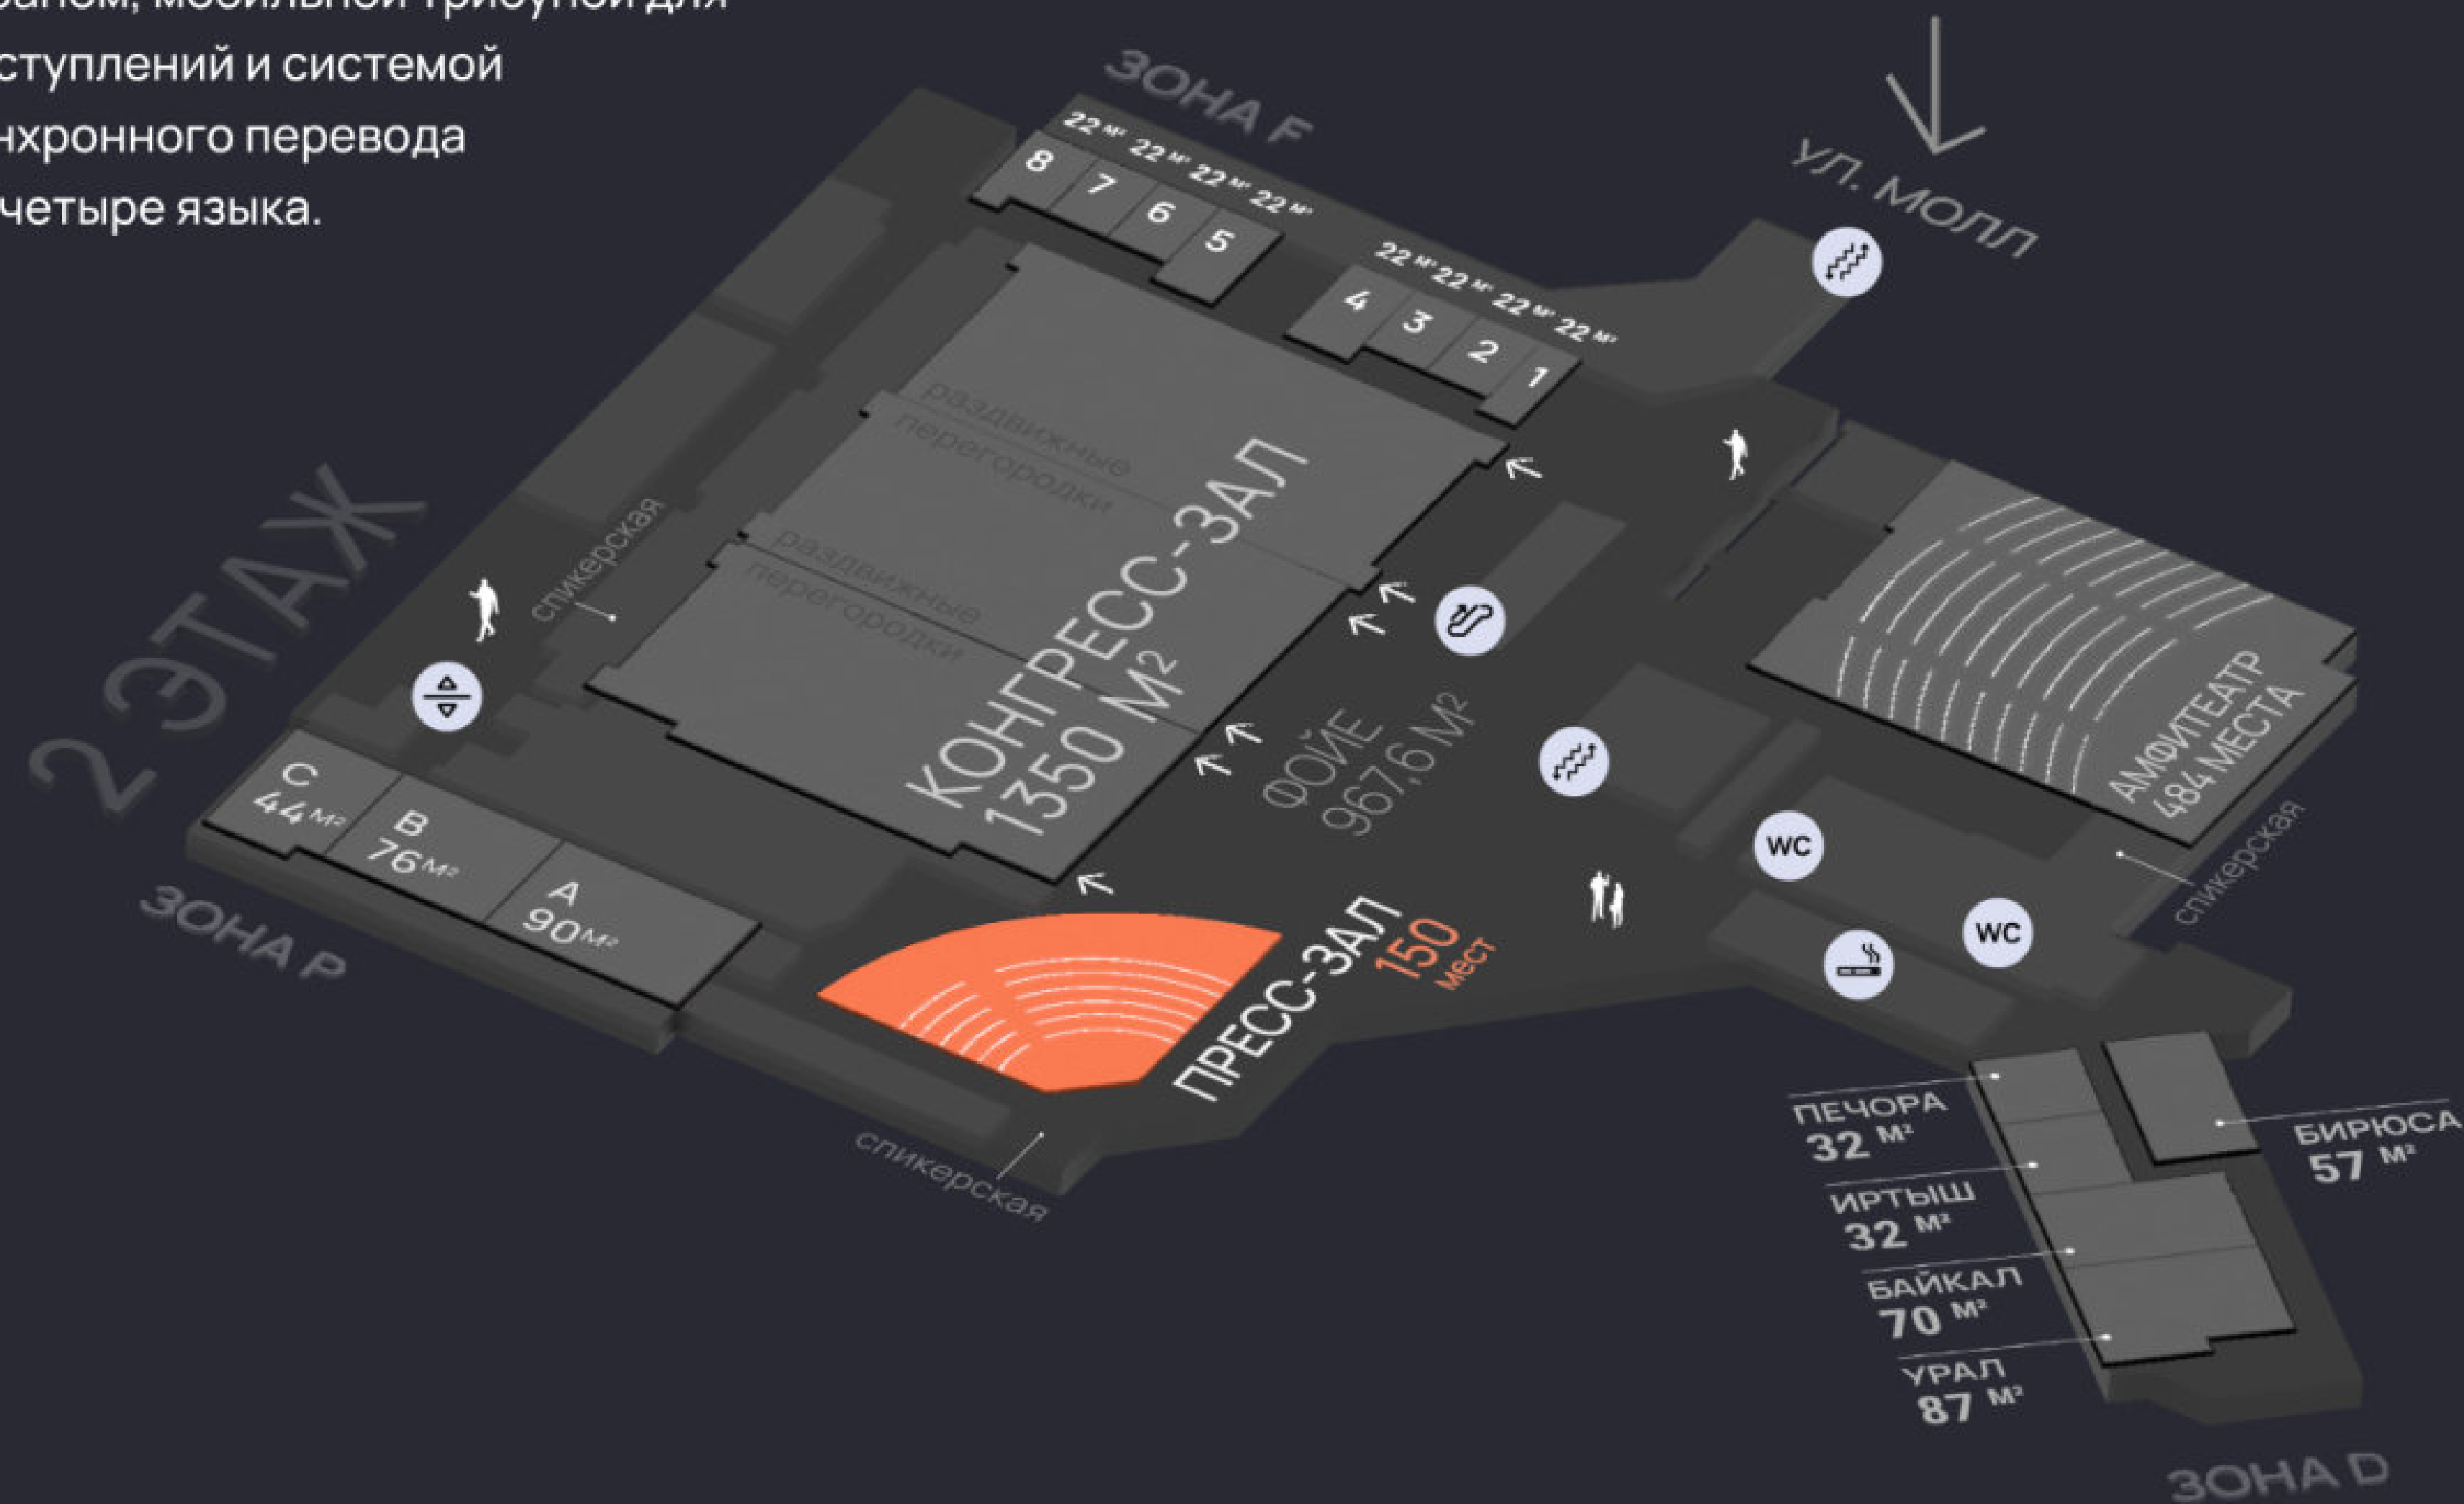 ступлений и системой
нхронного перевода
четыре языка.
ЗОНА F
22 М² 22 М² 22 М² 22 М²
8 7 6 5
22 М² 22 М² 22 М² 22 М²
4 3 2 1
УЛ. МОЛЛ
2 ЭТАЖ
спикерская
раздвижные
перегородки
раздвижные
перегородки
КОНГРЕСС-ЗАЛ
1350 М²
ФОЙЕ
967,6 М²
АМФИТЕАТР
484 МЕСТА
спикерская
WC
WC
C
44 М²
B
76 М²
A
90 М²
ЗОНА P
ПРЕСС-ЗАЛ
150
мест
спикерская
ПЕЧОРА
32 М²
ИРТЫШ
32 М²
БАЙКАЛ
70 М²
УРАЛ
87 М²
БИРЮСА
57 М²
ЗОНА D